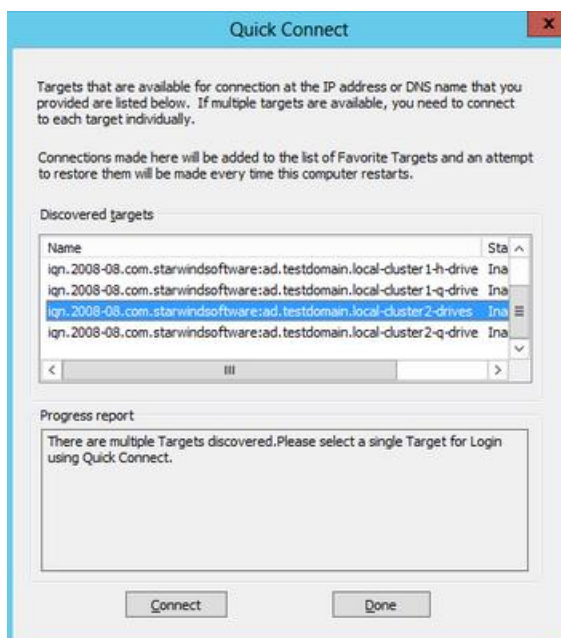 Quick Connect
x
Targets that are available for connection at the IP address or DNS name that you
provided are listed below. If multiple targets are available, you need to connect
to each target individually.
Connections made here will be added to the list of Favorite Targets and an attempt
to restore them will be made every time this computer restarts.
Discovered targets
Name Sta
iqn.2008-08.com.starwindsoftware:ad.testdomain.local-cluster1-h-drive Ina
iqn.2008-08.com.starwindsoftware:ad.testdomain.local-cluster1-q-drive Ina
iqn.2008-08.com.starwindsoftware:ad.testdomain.local-cluster2-drives Ina
iqn.2008-08.com.starwindsoftware:ad.testdomain.local-cluster2-q-drive Ina
Progress report
There are multiple Targets discovered.Please select a single Target for Login
using Quick Connect.
Connect Done